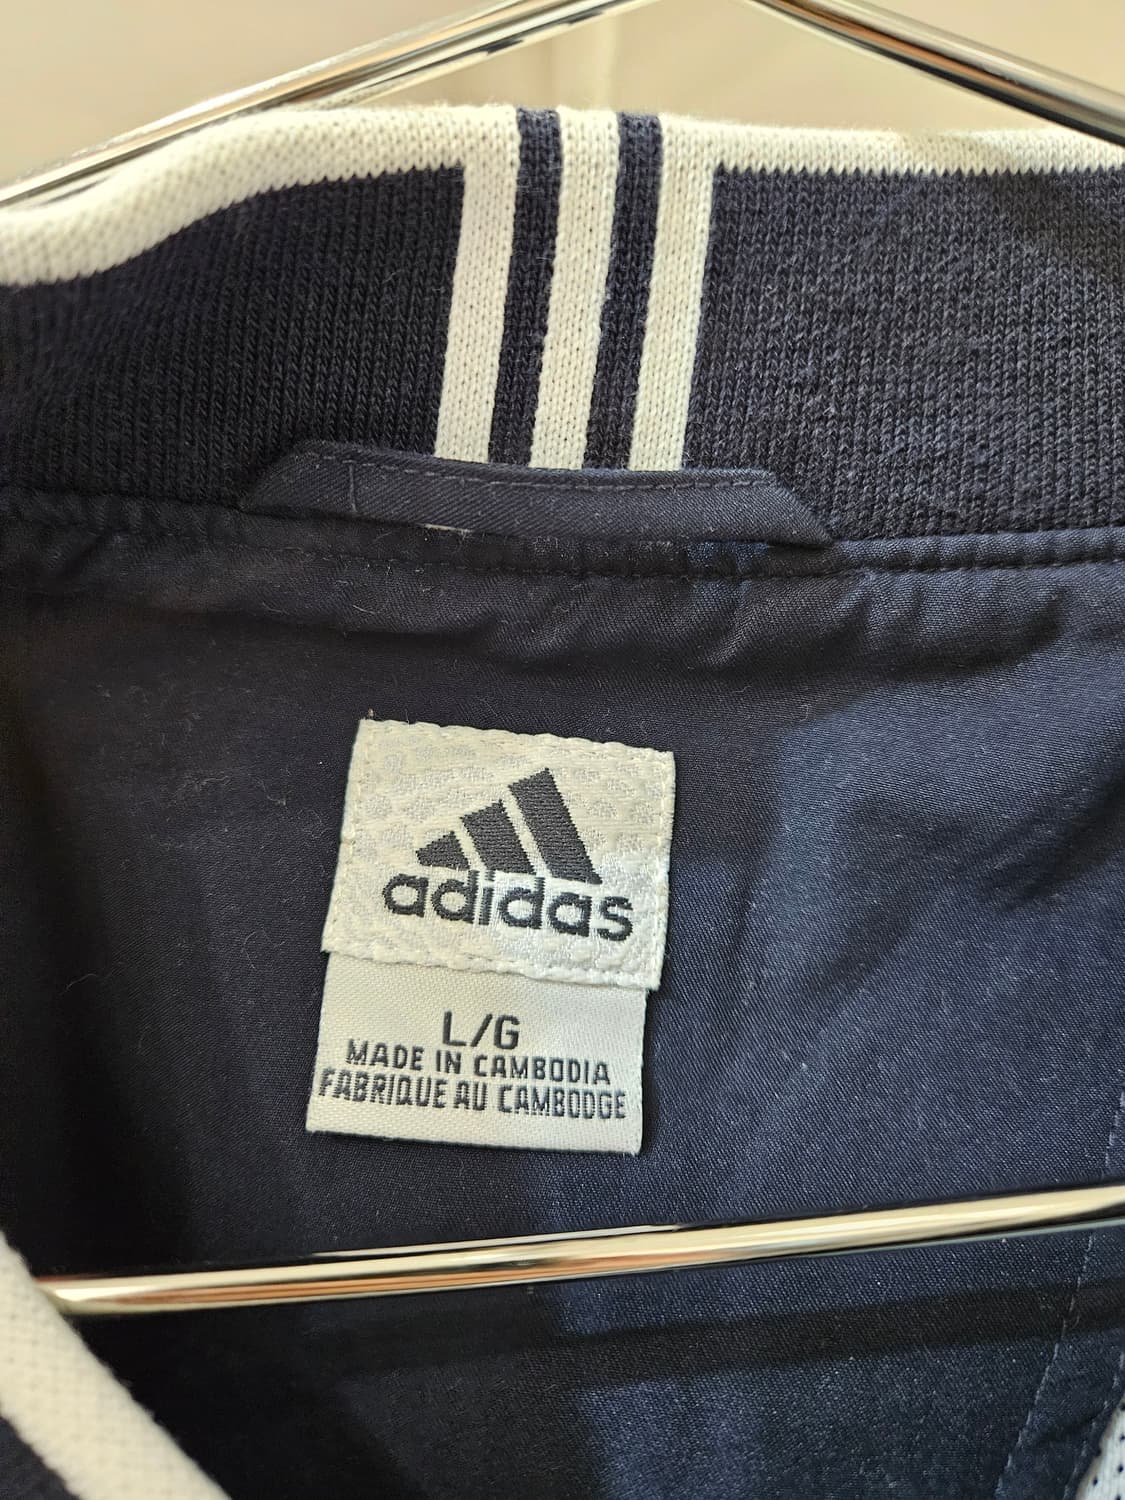 adidas
L/G
MADE IN CAMBODIA
FABRIQUE AU CAMBODGE